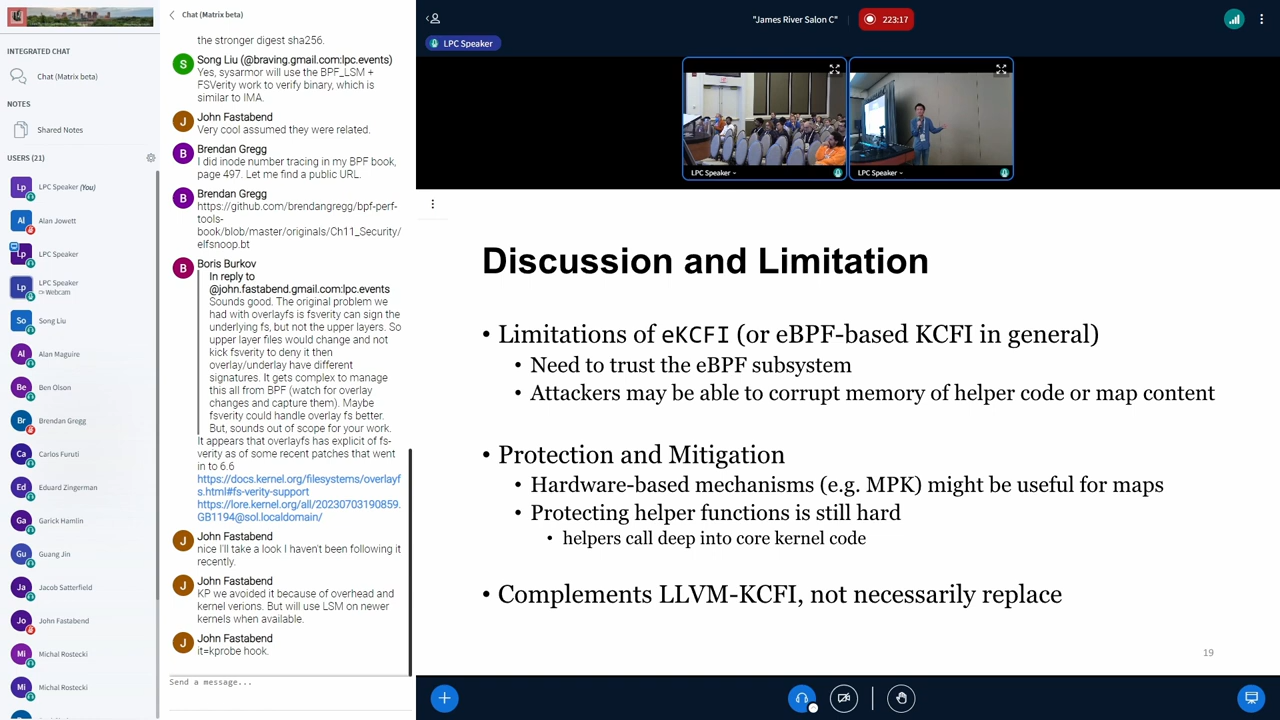 INTEGRATED CHAT
Chat (Matrix beta)
NOTES
Shared Notes
USERS (21)
Lp
LPC Speaker (You)
Al
Alan Jowett
Lp
LPC Speaker
Lp
LPC Speaker
Webcam
So
Song Liu
Al
Alan Maguire
Be
Ben Olson
Br
Brendan Gregg
Ca
Carlos Furuti
Ed
Eduard Zingerman
Ga
Garick Hamlin
Gu
Guang Jin
Ja
Jacob Satterfield
Jo
John Fastabend
Mi
Michal Rostecki
Mi
Michal Rostecki
Chat (Matrix beta)
the stronger digest sha256.
S
Song Liu (@braving.gmail.com:lpc.events)
Yes, sysarmor will use the BPF_LSM +
FSVerity work to verify binary, which is
similar to IMA.
J
John Fastabend
Very cool assumed they were related.
B
Brendan Gregg
I did inode number tracing in my BPF book,
page 497. Let me find a public URL.
B
Brendan Gregg
https://github.com/brendangregg/bpf-perf-
tools-
book/blob/master/originals/Ch11_Security/
elfsnoop.bt
B
Boris Burkov
In reply to
@john.fastabend.gmail.com:lpc.events
Sounds good. The original problem we
had with overlayfs is fsverity can sign the
underlying fs, but not the upper layers. So
upper layer files would change and not
kick fsverity to deny it then
overlay/underlay have different
signatures. It gets complex to manage
this all from BPF (watch for overlay
changes and capture them). Maybe
fsverity could handle overlay fs better.
But, sounds out of scope for your work.
It appears that overlayfs has explicit of fs-
verity as of some recent patches that went
in to 6.6
https://docs.kernel.org/filesystems/overlayf
s.html#fs-verity-support
https://lore.kernel.org/all/20230703190859.
GB1194@sol.localdomain/
J
John Fastabend
nice I'll take a look I haven't been following it
recently.
J
John Fastabend
KP we avoided it because of overhead and
kernel verions. But will use LSM on newer
kernels when available.
J
John Fastabend
it=kprobe hook.
Send a message...
"James River Salon C"
223:17
LPC Speaker
LPC Speaker
LPC Speaker
Discussion and Limitation
• Limitations of eKCFI (or eBPF-based KCFI in general)
• Need to trust the eBPF subsystem
• Attackers may be able to corrupt memory of helper code or map content
• Protection and Mitigation
• Hardware-based mechanisms (e.g. MPK) might be useful for maps
• Protecting helper functions is still hard
• helpers call deep into core kernel code
• Complements LLVM-KCFI, not necessarily replace
19